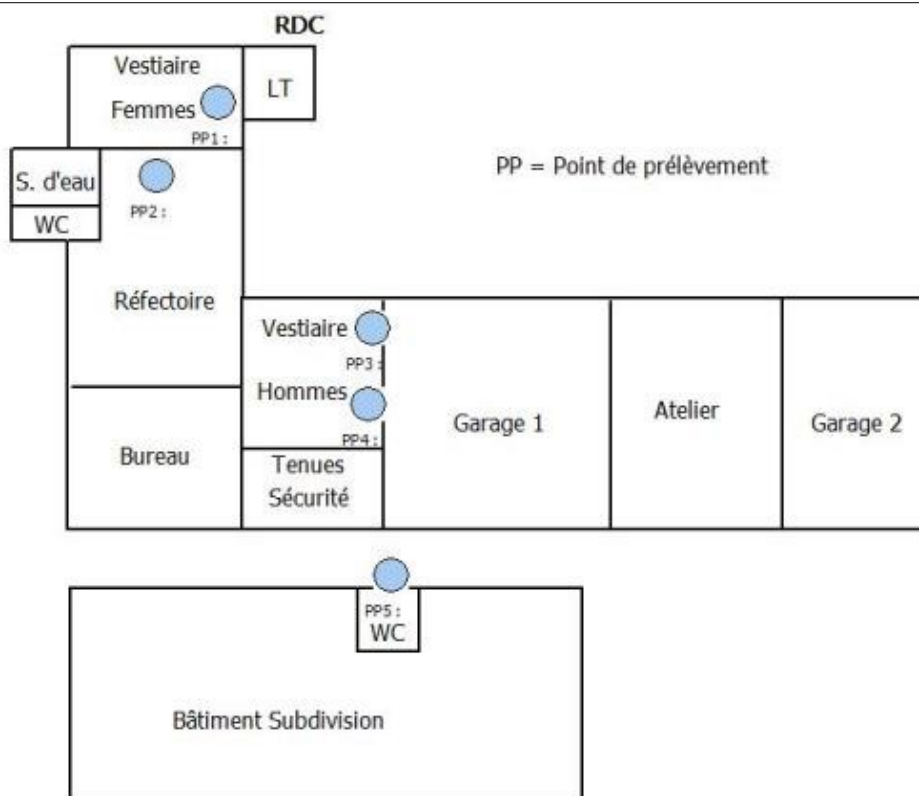 RDC
Vestiaire
Femmes
PP1:
LT
PP = Point de prélèvement
S. d'eau
WC
PP2:
Réfectoire
Vestiaire
PP3:
Hommes
PP4:
Garage 1
Atelier
Garage 2
Bureau
Tenues
Sécurité
PP5:
WC
Bâtiment Subdivision